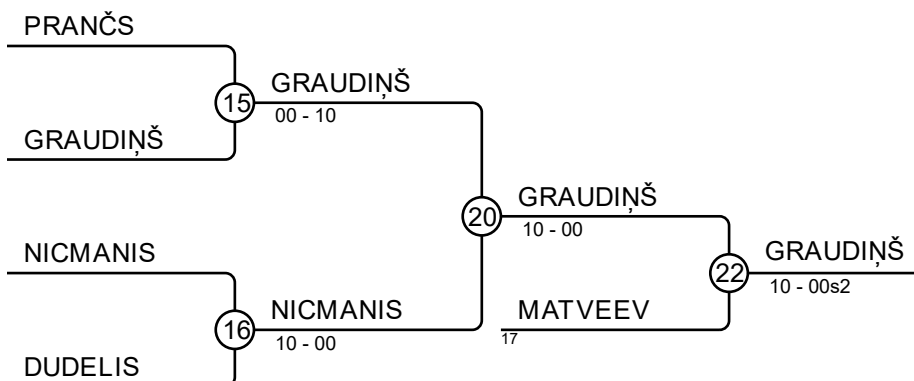 PRANČS
15
GRAUDIŅŠ
00 - 10
GRAUDIŅŠ
20
GRAUDIŅŠ
10 - 00
NICMANIS
22
GRAUDIŅŠ
10 - 00s2
16
NICMANIS
10 - 00
MATVEEV
17
DUDELIS